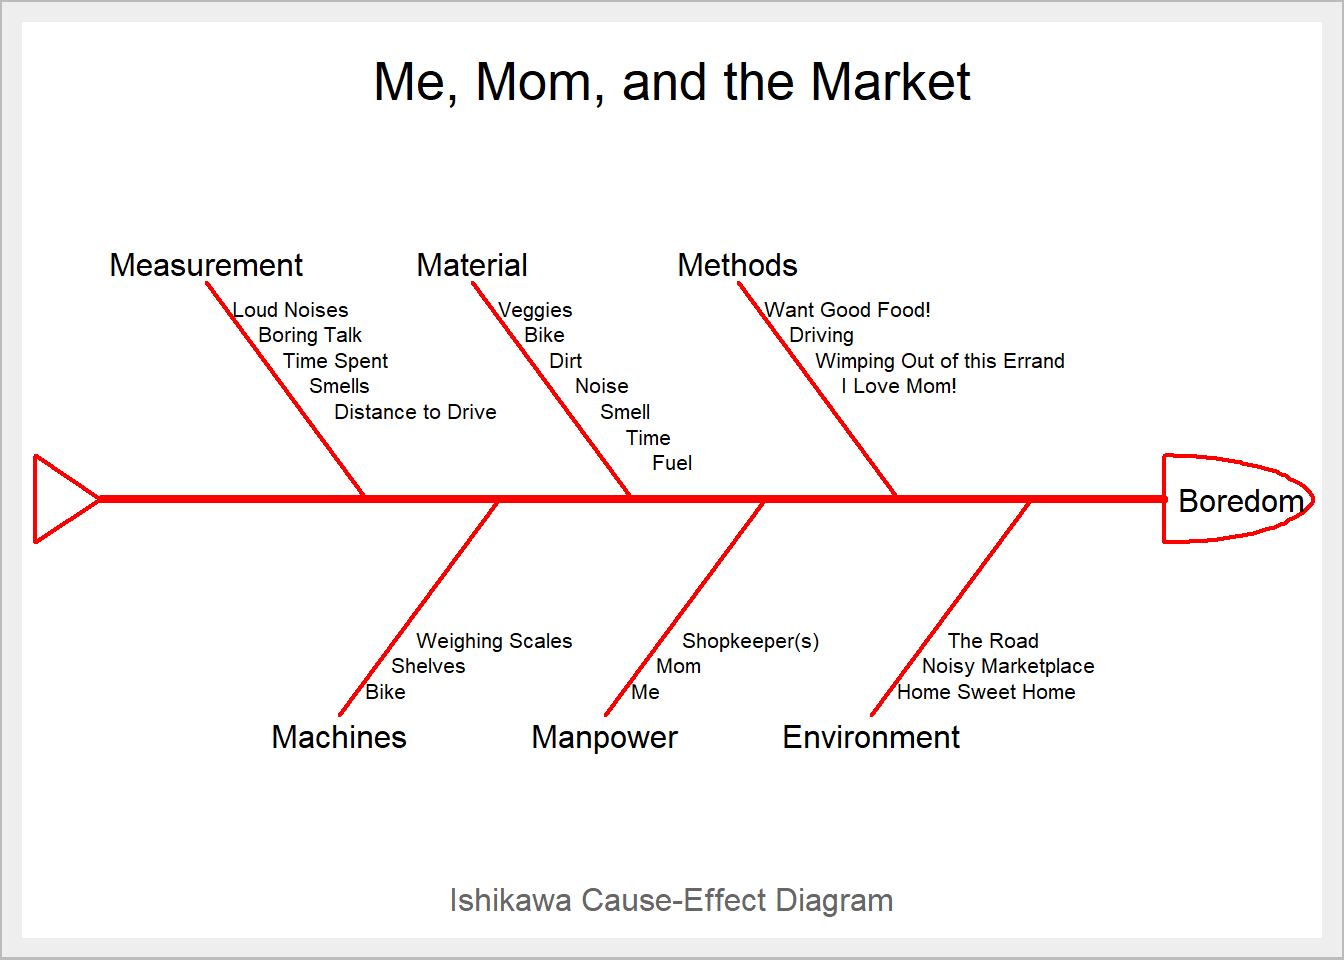 Me, Mom, and the Market
Measurement
Loud Noises
Boring Talk
Time Spent
Smells
Distance to Drive
Material
Veggies
Bike
Dirt
Noise
Smell
Time
Fuel
Methods
Want Good Food!
Driving
Wimping Out of this Errand
I Love Mom!
Boredom
Weighing Scales
Shelves
Bike
Machines
Shopkeeper(s)
Mom
Me
Manpower
The Road
Noisy Marketplace
Home Sweet Home
Environment
Ishikawa Cause-Effect Diagram